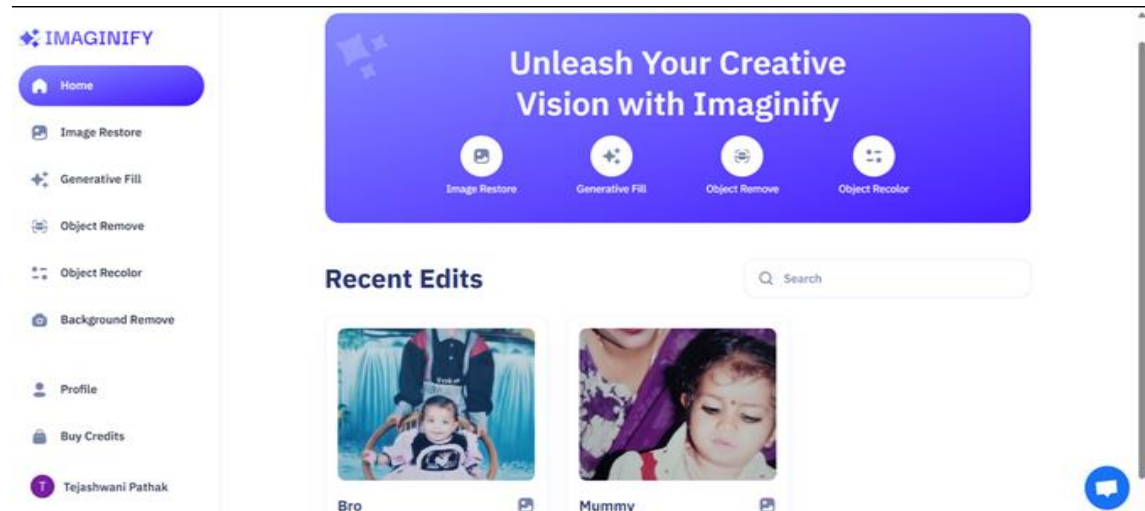 IMAGINIFY
Home
Image Restore
Generative Fill
Object Remove
Object Recolor
Background Remove
Profile
Buy Credits
T
Tejashwani Pathak
Unleash Your Creative
Vision with Imaginify
Image Restore
Generative Fill
Object Remove
Object Recolor
Recent Edits
Search
Bro
Mummy